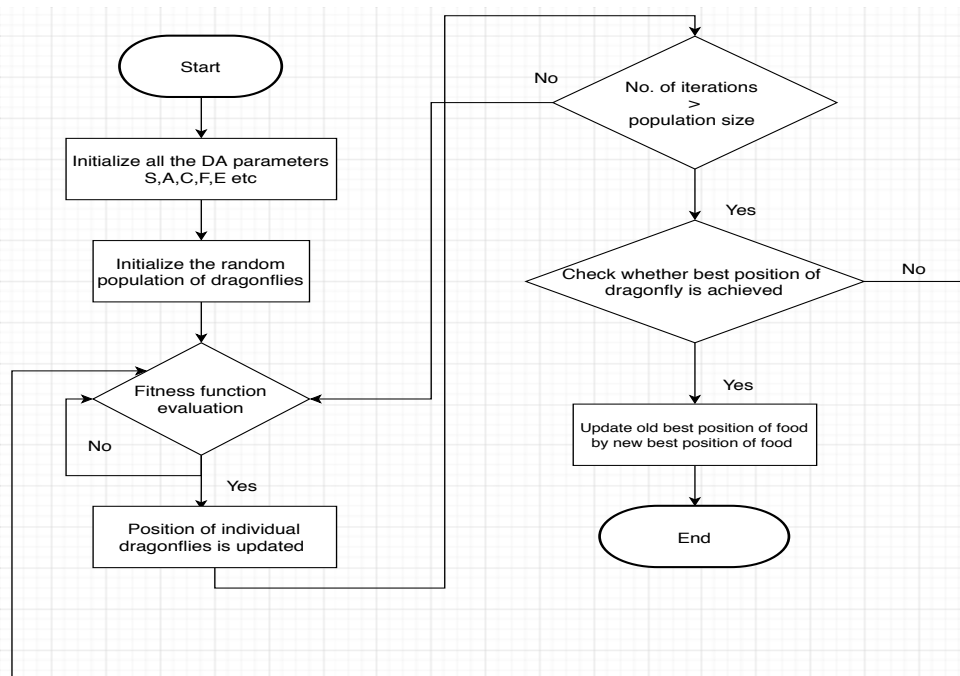 Start
Initialize all the DA parameters
S,A,C,F,E etc
Initialize the random
population of dragonflies
Fitness function
evaluation
No
Yes
Position of individual
dragonflies is updated
No. of iterations
>
population size
No
Yes
Check whether best position of
dragonfly is achieved
No
Yes
Update old best position of food
by new best position of food
End